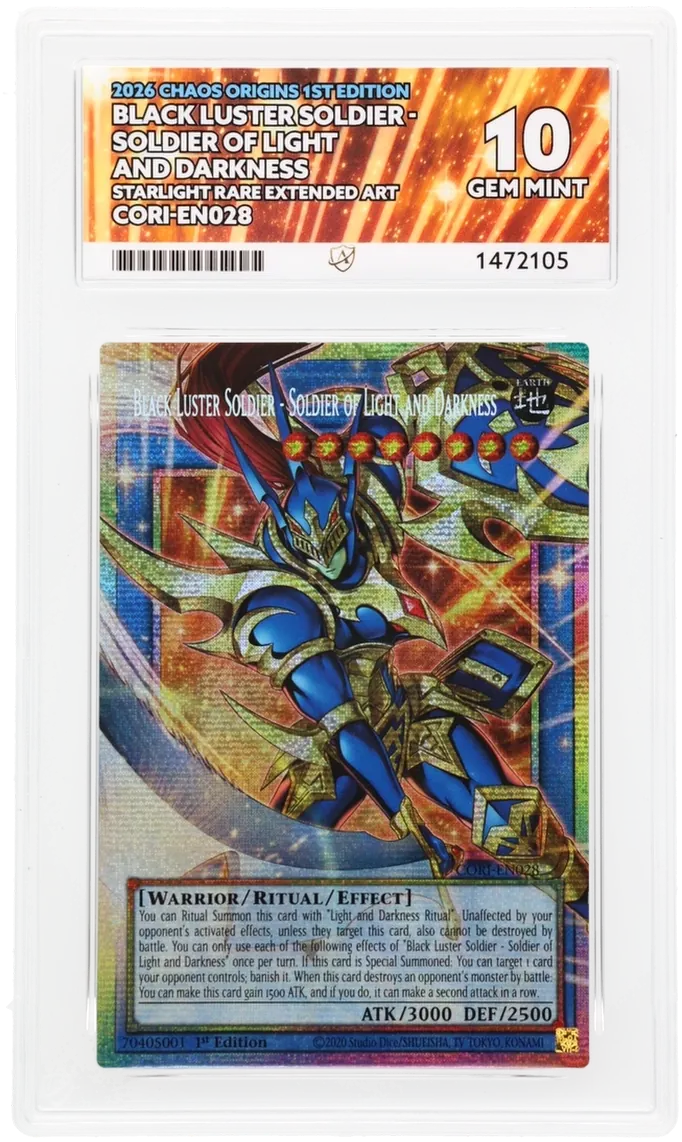 2026 CHAOS ORIGINS 1ST EDITION
BLACK LUSTER SOLDIER -
SOLDIER OF LIGHT
AND DARKNESS
STARLIGHT RARE EXTENDED ART
CORI-EN028
10
GEM MINT
1472105
BLACK LUSTER SOLDIER - SOLDIER OF LIGHT AND DARKNESS
EARTH
地
CORI-EN028
[WARRIOR/RITUAL/EFFECT]
You can Ritual Summon this card with "Light and Darkness Ritual". Unaffected by your
opponent's activated effects, unless they target this card, also cannot be destroyed by
battle. You can only use each of the following effects of "Black Luster Soldier - Soldier of
Light and Darkness" once per turn. If this card is Special Summoned: You can target 1 card
your opponent controls; banish it. When this card destroys an opponent's monster by battle:
You can make this card gain 1500 ATK, and if you do, it can make a second attack in a row.
ATK/3000 DEF/2500
70405001 1st Edition
©2020 Studio Dice/SHUEISHA, TV TOKYO, KONAMI